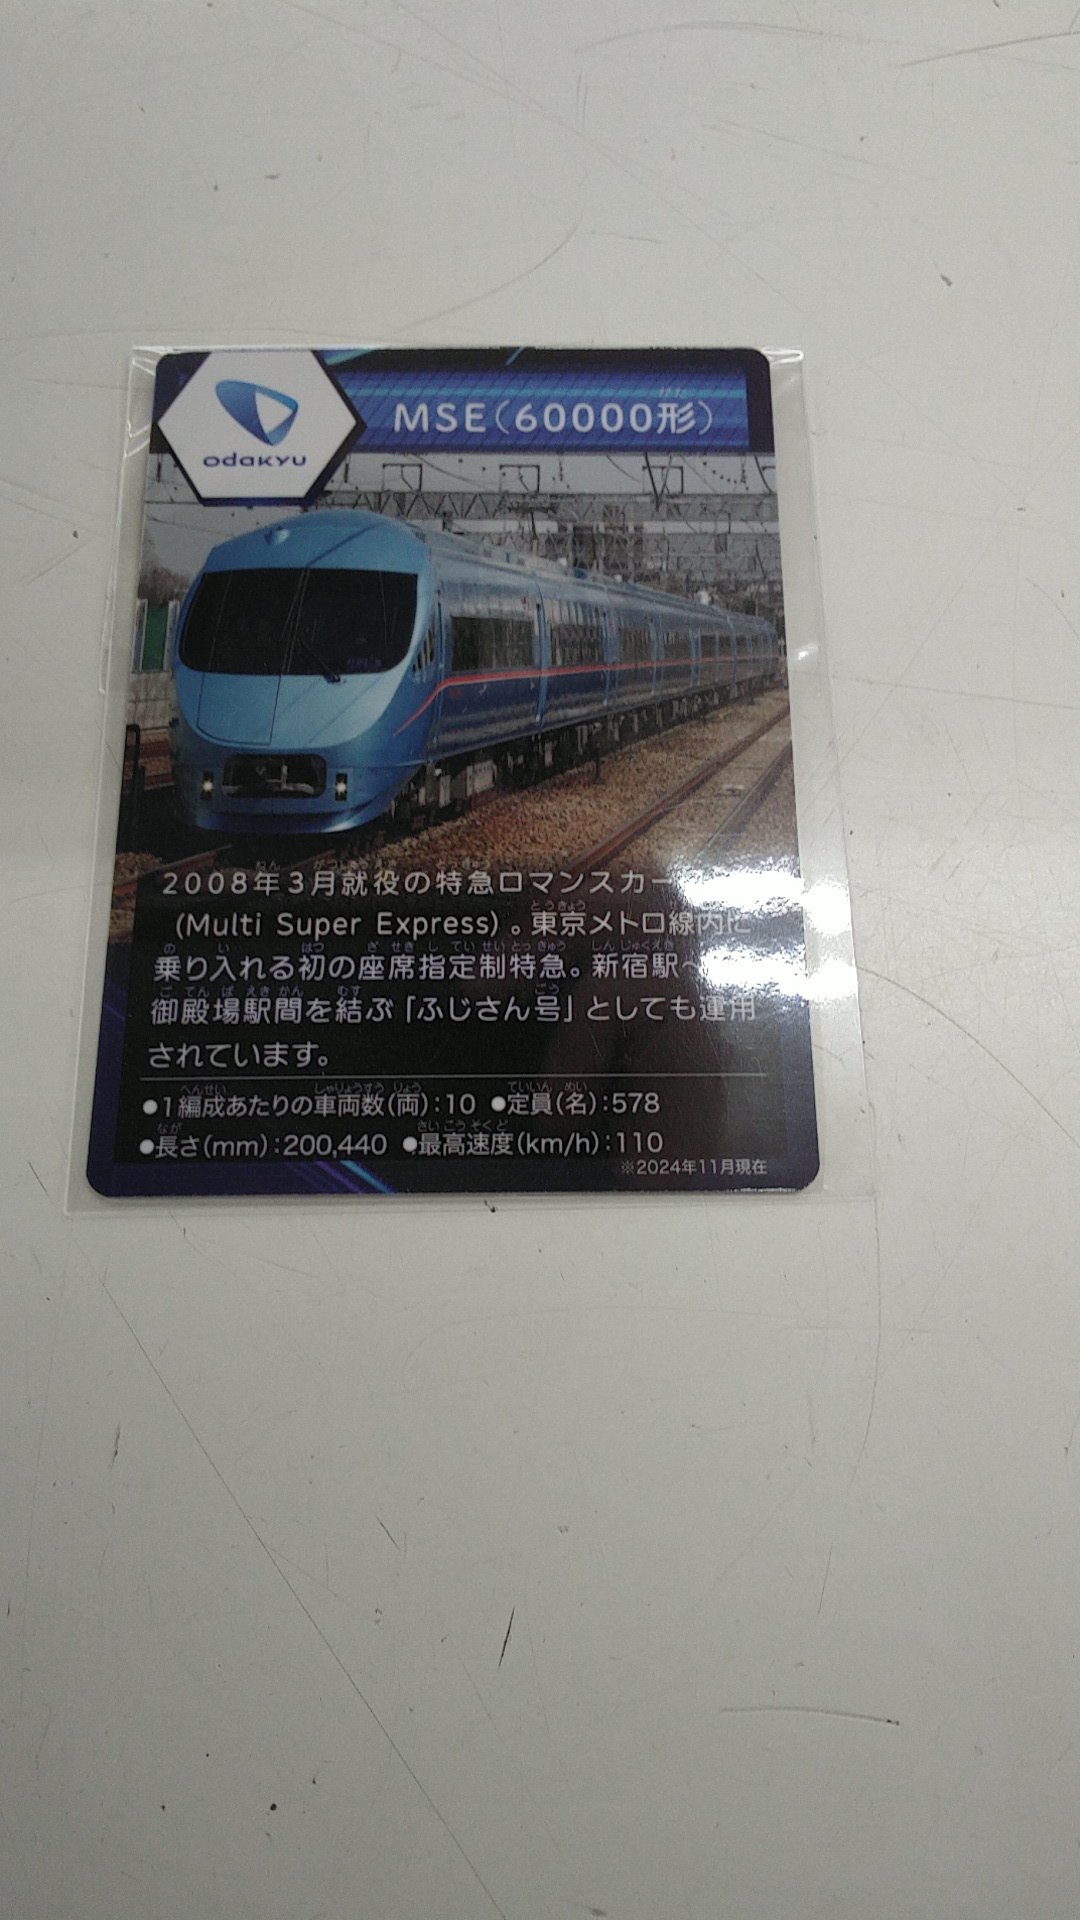 odakyu
MSE(60000形)
2008年3月就役の特急ロマンスカー
(Multi Super Express)。東京メトロ線内に
乗り入れる初の座席指定制特急。新宿駅〜
御殿場駅間を結ぶ「ふじさん号」としても運用
されています。
●1編成あたりの車両数(両):10 ●定員(名):578
●長さ(mm):200,440 ●最高速度(km/h):110
※2024年11月現在